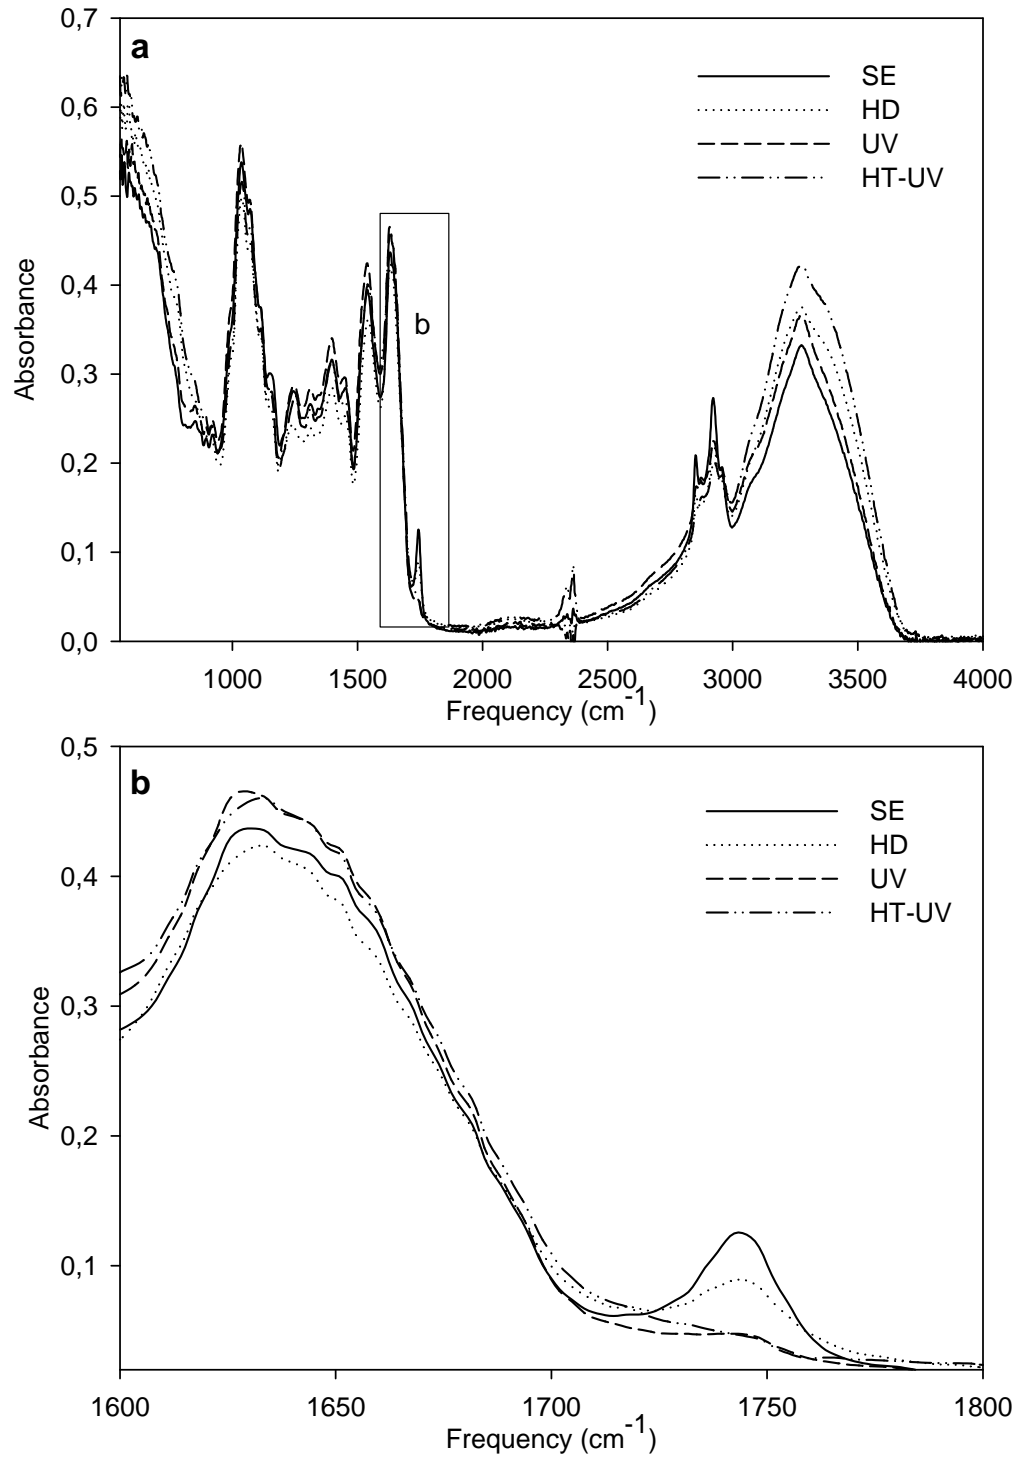 0,7
a
0,6
0,5
0,4
0,3
0,2
0,1
0,0
Absorbance
SE
HD
UV
HT-UV
b
1000 1500 2000 2500 3000 3500 4000
Frequency (cm-1)
0,5
b
0,4
0,3
0,2
0,1
Absorbance
SE
HD
UV
HT-UV
1600 1650 1700 1750 1800
Frequency (cm-1)